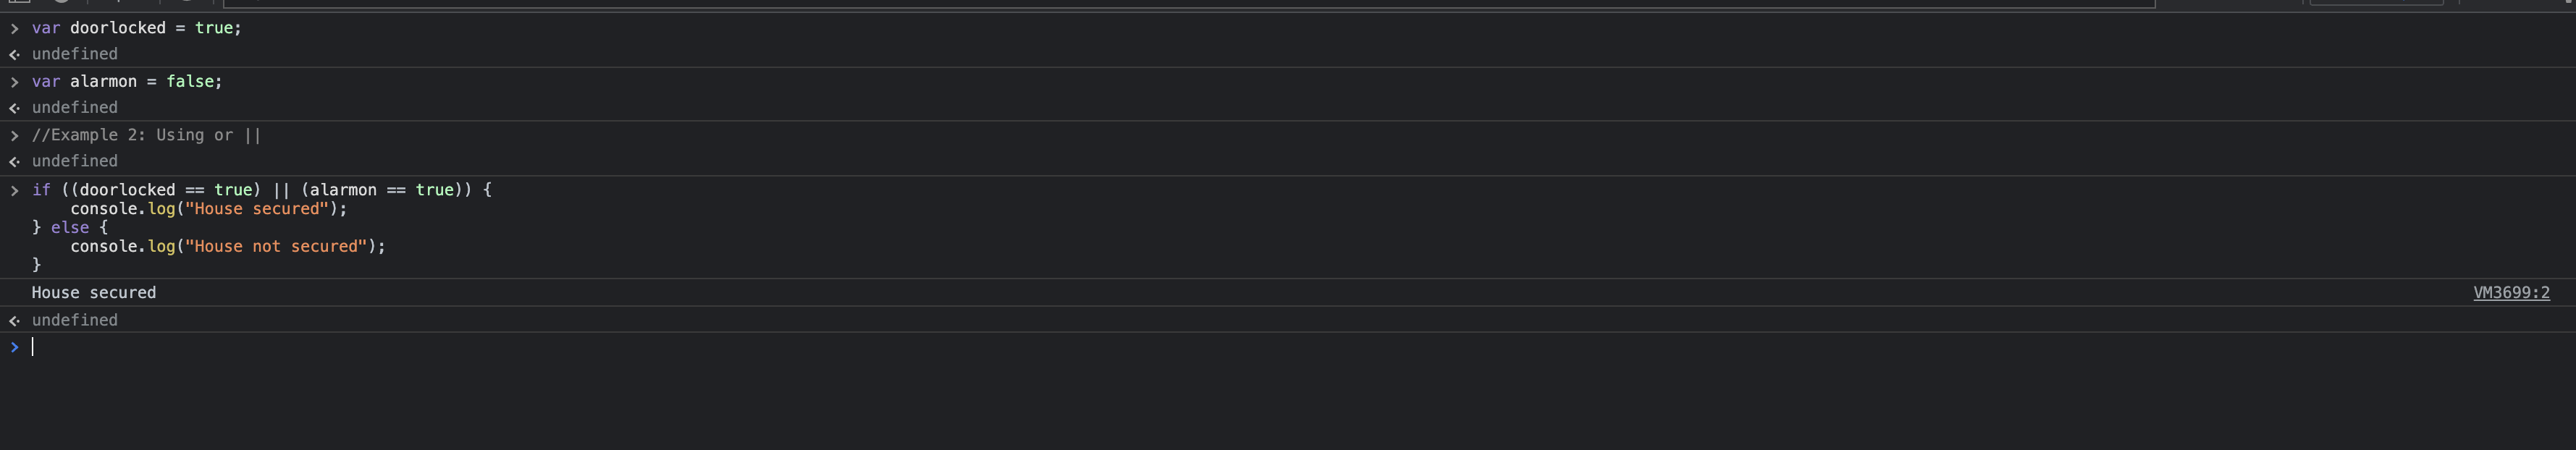 var doorlocked = true;
undefined
var alarmon = false;
undefined
//Example 2: Using or ||
undefined
if ((doorlocked == true) || (alarmon == true)) {
    console.log("House secured");
} else {
    console.log("House not secured");
}
House secured VM3699:2
undefined